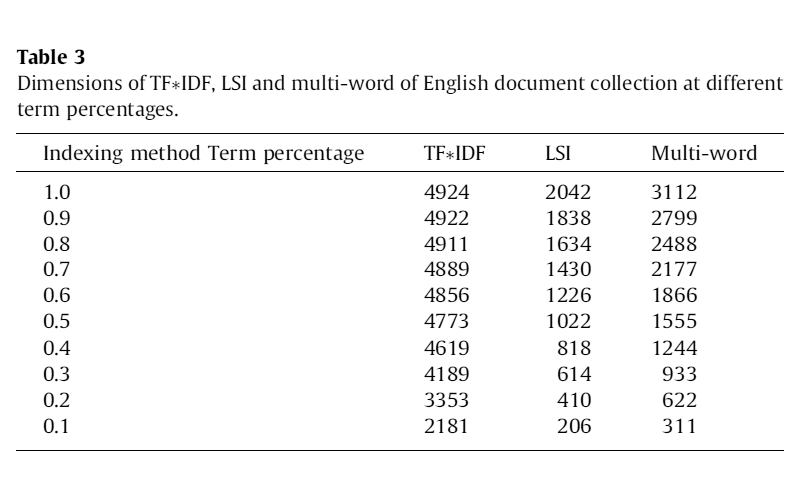 Table 3
Dimensions of TF*IDF, LSI and multi-word of English document collection at different
term percentages.
Indexing method Term percentage TF*IDF LSI Multi-word
1.0 4924 2042 3112
0.9 4922 1838 2799
0.8 4911 1634 2488
0.7 4889 1430 2177
0.6 4856 1226 1866
0.5 4773 1022 1555
0.4 4619 818 1244
0.3 4189 614 933
0.2 3353 410 622
0.1 2181 206 311